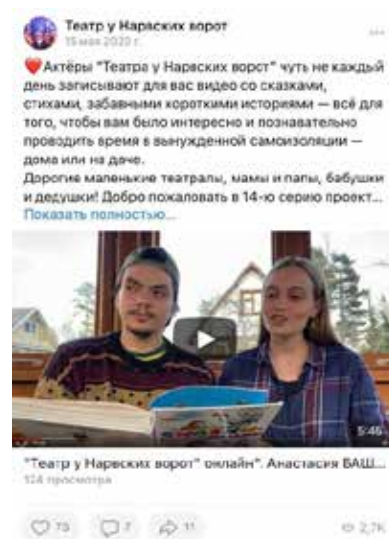 Театр у Нарвских ворот
15 мая 2020 г.
❤️Актёры "Театра у Нарвских ворот" чуть не каждый
день записывают для вас видео со сказками,
стихами, забавными короткими историями — всё для
того, чтобы вам было интересно и познавательно
проводить время в вынужденной самоизоляции —
дома или на даче.
Дорогие маленькие театралы, мамы и папы, бабушки
и дедушки! Добро пожаловать в 14-ю серию проект...
Показать полностью...
5:46
"Театр у Нарвских ворот" онлайн". Анастасия БАШ...
124 просмотра
73
7
11
2,7K